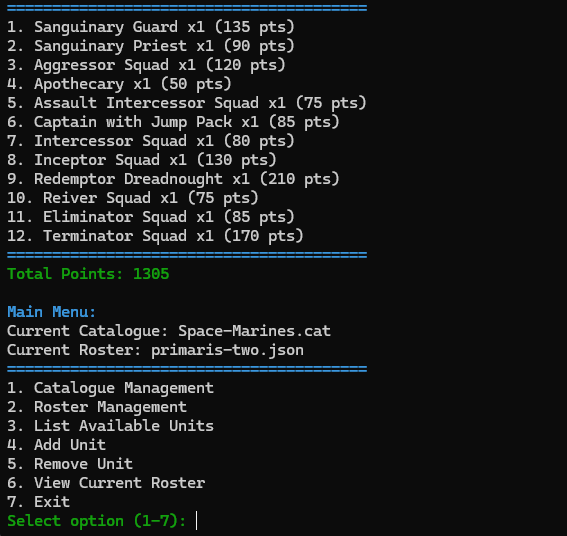 ========================================
1. Sanguinary Guard x1 (135 pts)
2. Sanguinary Priest x1 (90 pts)
3. Aggressor Squad x1 (120 pts)
4. Apothecary x1 (50 pts)
5. Assault Intercessor Squad x1 (75 pts)
6. Captain with Jump Pack x1 (85 pts)
7. Intercessor Squad x1 (80 pts)
8. Inceptor Squad x1 (130 pts)
9. Redemptor Dreadnought x1 (210 pts)
10. Reiver Squad x1 (75 pts)
11. Eliminator Squad x1 (85 pts)
12. Terminator Squad x1 (170 pts)
========================================
Total Points: 1305
Main Menu:
Current Catalogue: Space-Marines.cat
Current Roster: primaris-two.json
========================================
1. Catalogue Management
2. Roster Management
3. List Available Units
4. Add Unit
5. Remove Unit
6. View Current Roster
7. Exit
Select option (1-7):